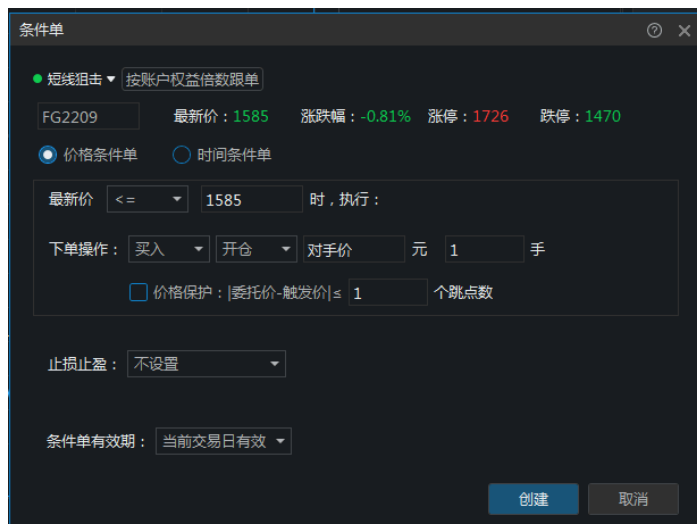 条件单
短线狙击 按账户权益倍数跟单
FG2209 最新价：1585 涨跌幅：-0.81% 涨停：1726 跌停：1470
价格条件单 时间条件单
最新价 <= 1585 时，执行：
下单操作： 买入 开仓 对手价 元 1 手
价格保护：|委托价-触发价|≤ 1 个跳点数
止损止盈： 不设置
条件单有效期： 当前交易日有效
创建 取消